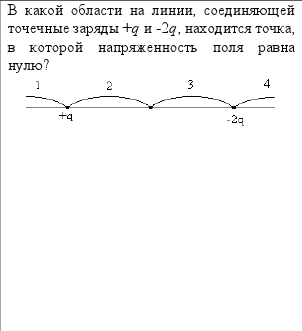 В какой области на линии, соединяющей
точечные заряды +q и -2q, находится точка,
в которой напряженность поля равна
нулю?
1 2 3 4
+q -2q